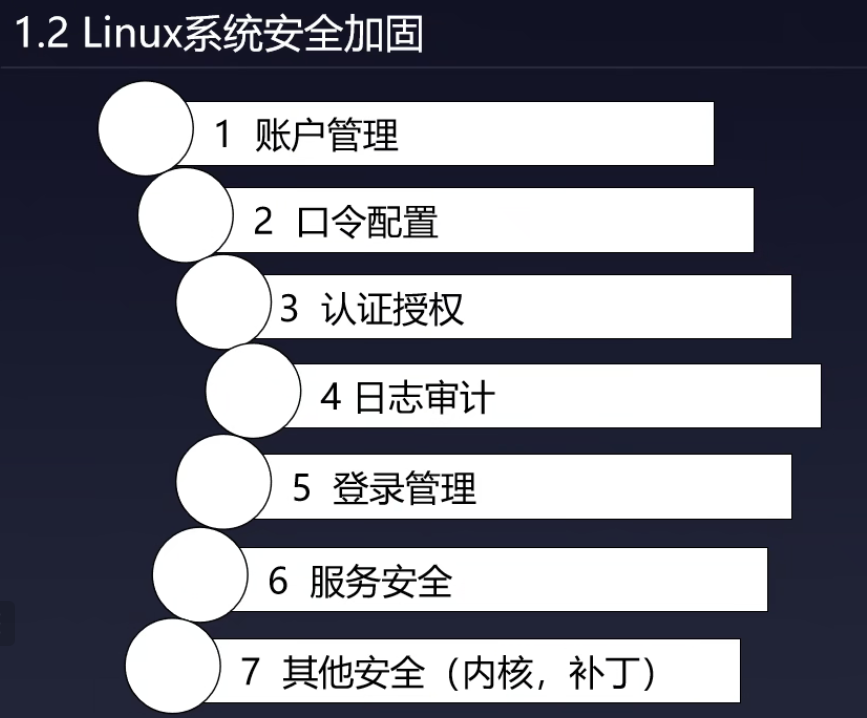 1.2 Linux系统安全加固
1 账户管理
2 口令配置
3 认证授权
4 日志审计
5 登录管理
6 服务安全
7 其他安全（内核，补丁）